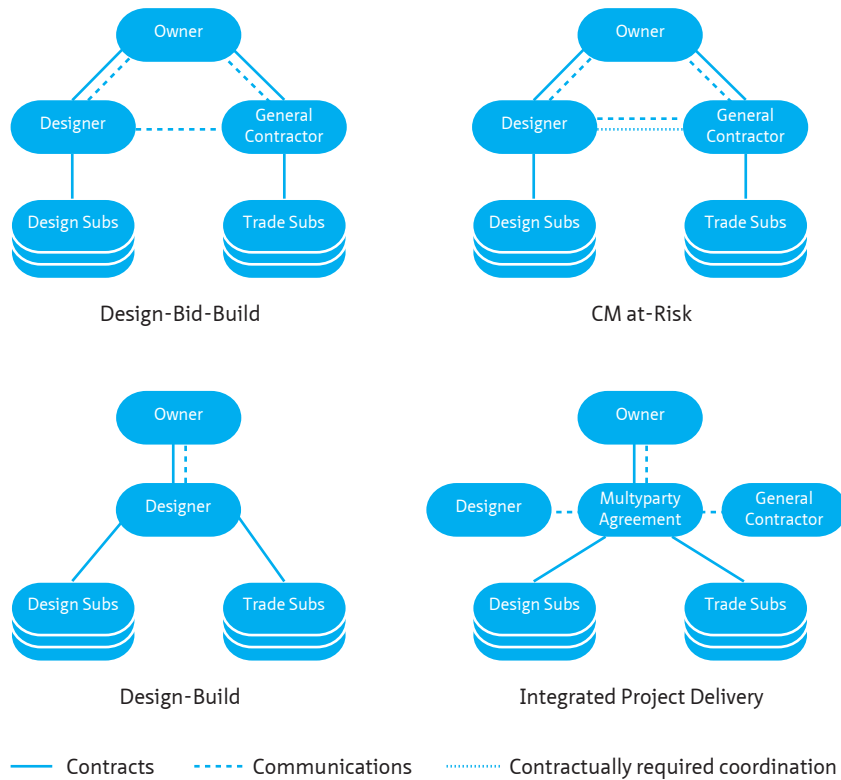 Owner
Designer
General
Contractor
Design Subs
Trade Subs
Design-Bid-Build
Owner
Designer
General
Contractor
Design Subs
Trade Subs
CM at-Risk
Owner
Designer
Design Subs
Trade Subs
Design-Build
Owner
Designer
Multyparty
Agreement
General
Contractor
Design Subs
Trade Subs
Integrated Project Delivery
Contracts
Communications
Contractually required coordination